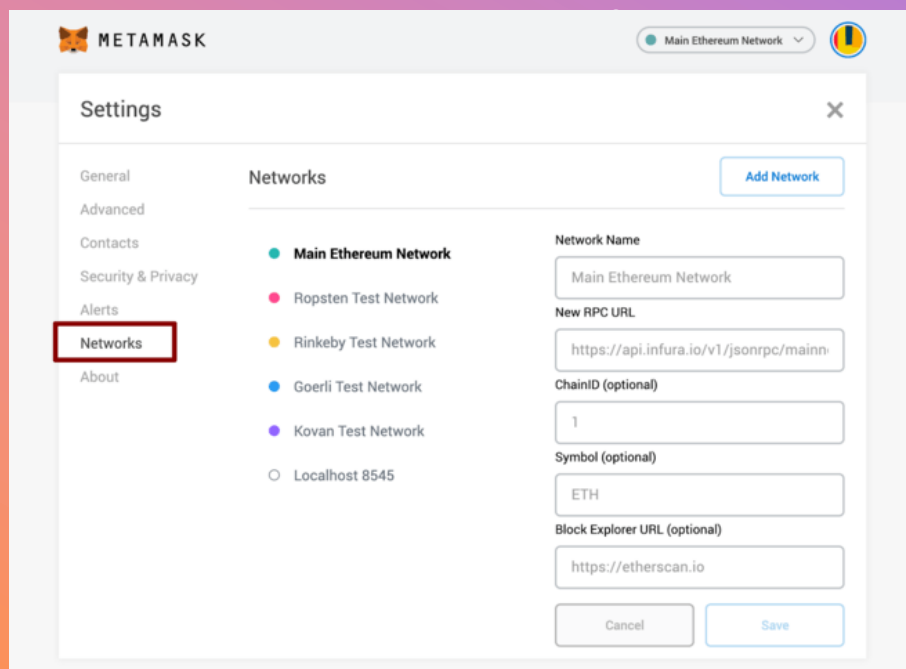 METAMASK
Main Ethereum Network
Settings
General
Advanced
Contacts
Security & Privacy
Alerts
Networks
About
Networks
Add Network
Main Ethereum Network
Ropsten Test Network
Rinkeby Test Network
Goerli Test Network
Kovan Test Network
Localhost 8545
Network Name
Main Ethereum Network
New RPC URL
https://api.infura.io/v1/jsonrpc/mainn
ChainID (optional)
1
Symbol (optional)
ETH
Block Explorer URL (optional)
https://etherscan.io
Cancel
Save